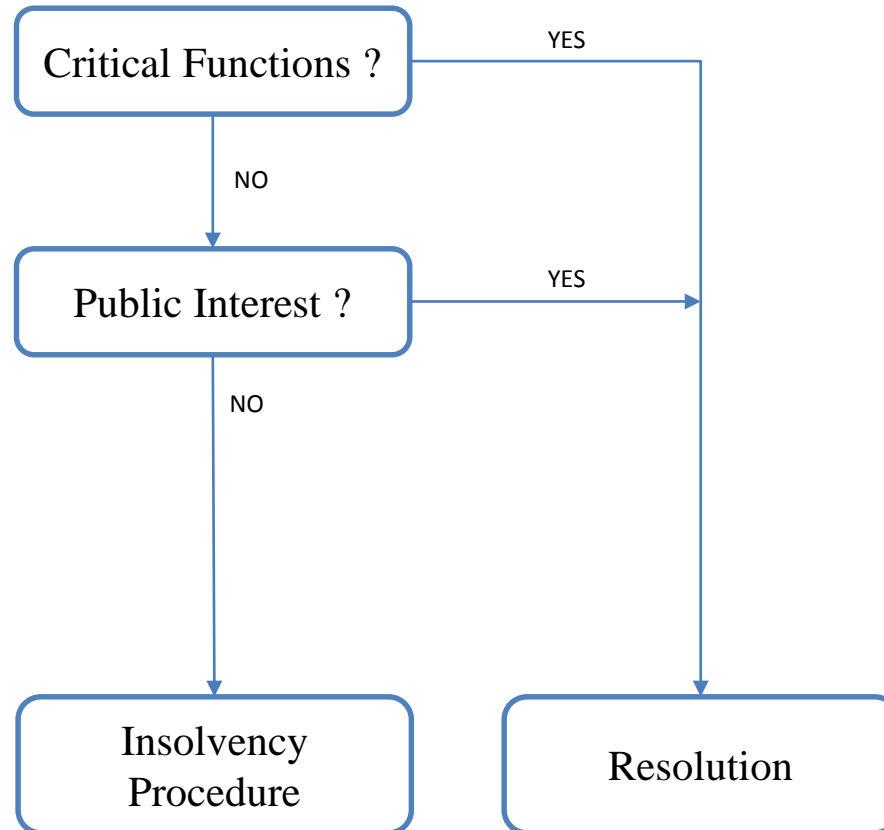 Critical Functions ?
YES
NO
Public Interest ?
YES
NO
Insolvency
Procedure
Resolution